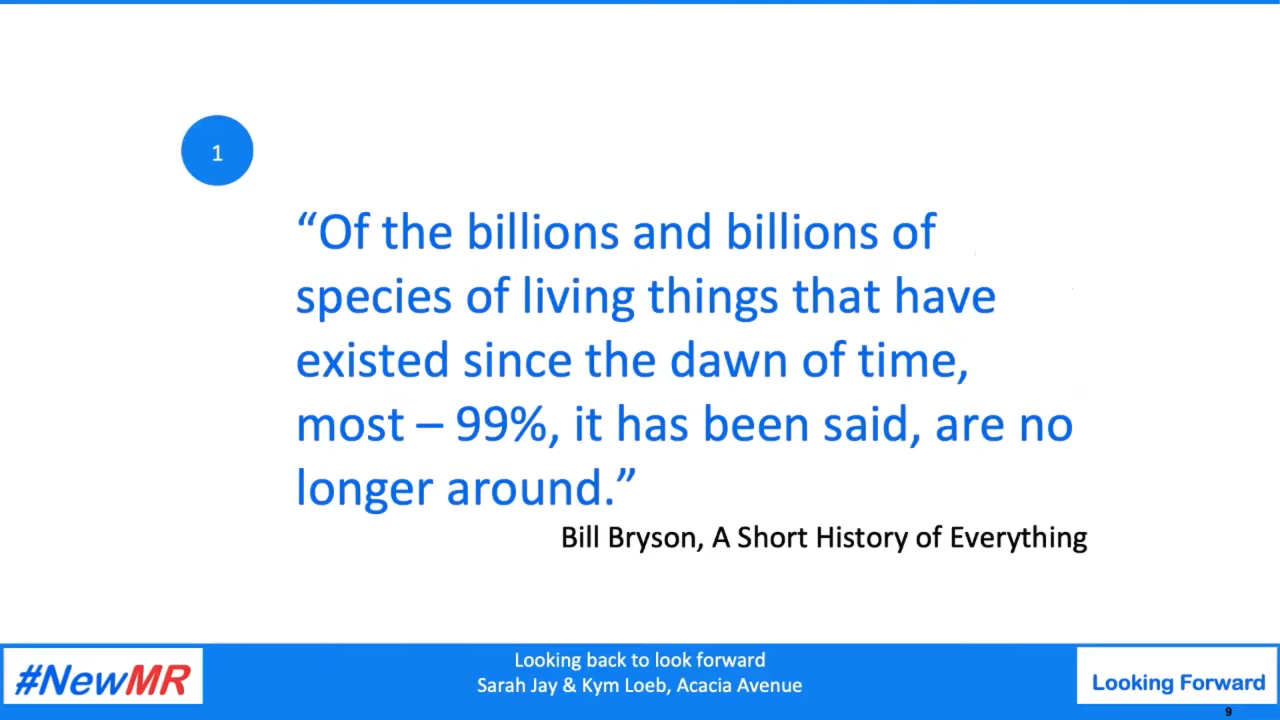 1
“Of the billions and billions of
species of living things that have
existed since the dawn of time,
most – 99%, it has been said, are no
longer around.”
Bill Bryson, A Short History of Everything
#NewMR
Looking back to look forward
Sarah Jay & Kym Loeb, Acacia Avenue
Looking Forward
9